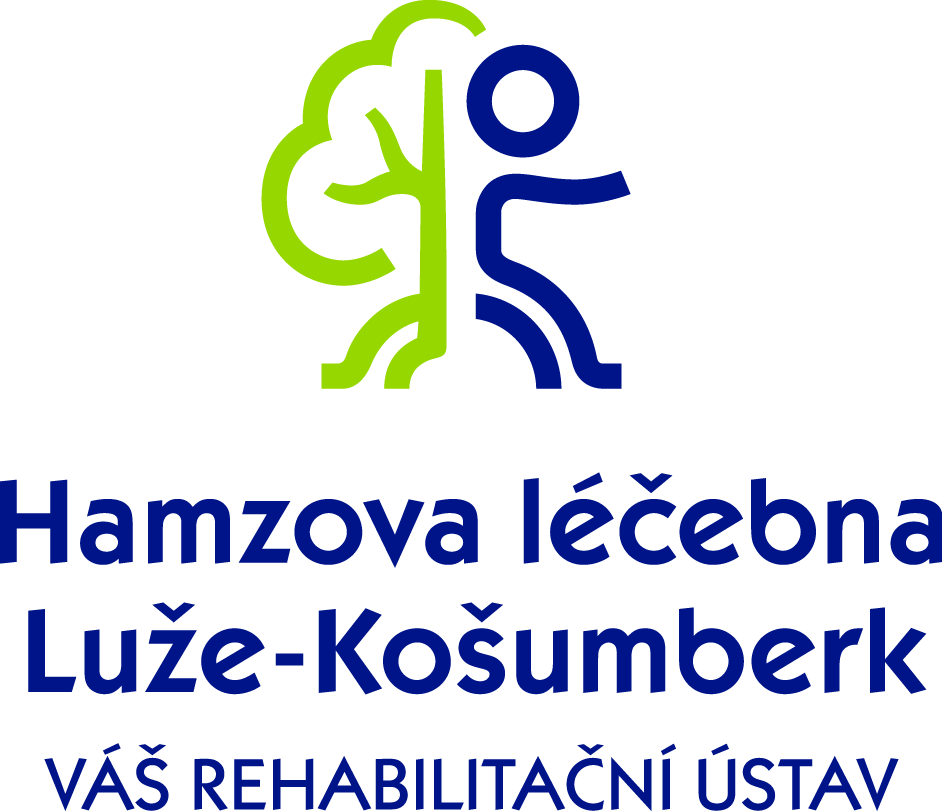 Hamzova léčebna
Luže-Košumberk
VÁŠ REHABILITAČNÍ ÚSTAV